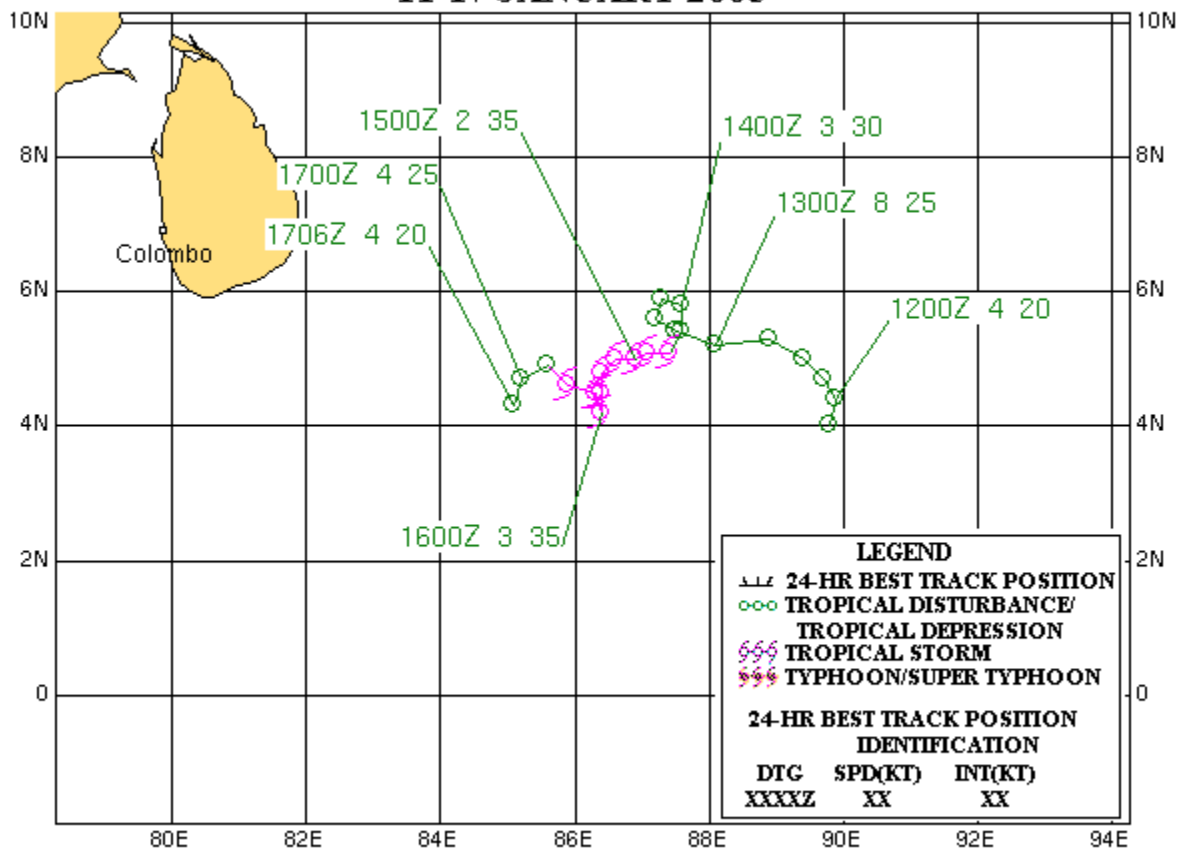 10N 10N
1500Z 2 35
1400Z 3 30
8N 8N
1700Z 4 25
1300Z 8 25
1706Z 4 20
Colombo
6N 6N
1200Z 4 20
4N 4N
1600Z 3 35
LEGEND
2N 2N
24-HR BEST TRACK POSITION
TROPICAL DISTURBANCE/
TROPICAL DEPRESSION
TROPICAL STORM
TYPHOON/SUPER TYPHOON
0 0
24-HR BEST TRACK POSITION
IDENTIFICATION
DTG SPD(KT) INT(KT)
XXXXZ XX XX
80E 82E 84E 86E 88E 90E 92E 94E